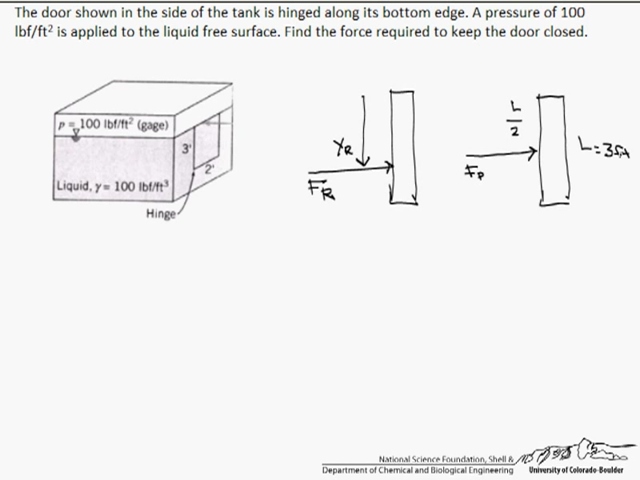 The door shown in the side of the tank is hinged along its bottom edge. A pressure of 100
lbf/ft² is applied to the liquid free surface. Find the force required to keep the door closed.
p = 100 lbf/ft² (gage)
3'
2'
Liquid, γ = 100 lbf/ft³
Hinge
YR
FR
L
2
FP
L=3ft
National Science Foundation, Shell &
Department of Chemical and Biological Engineering
University of Colorado-Boulder